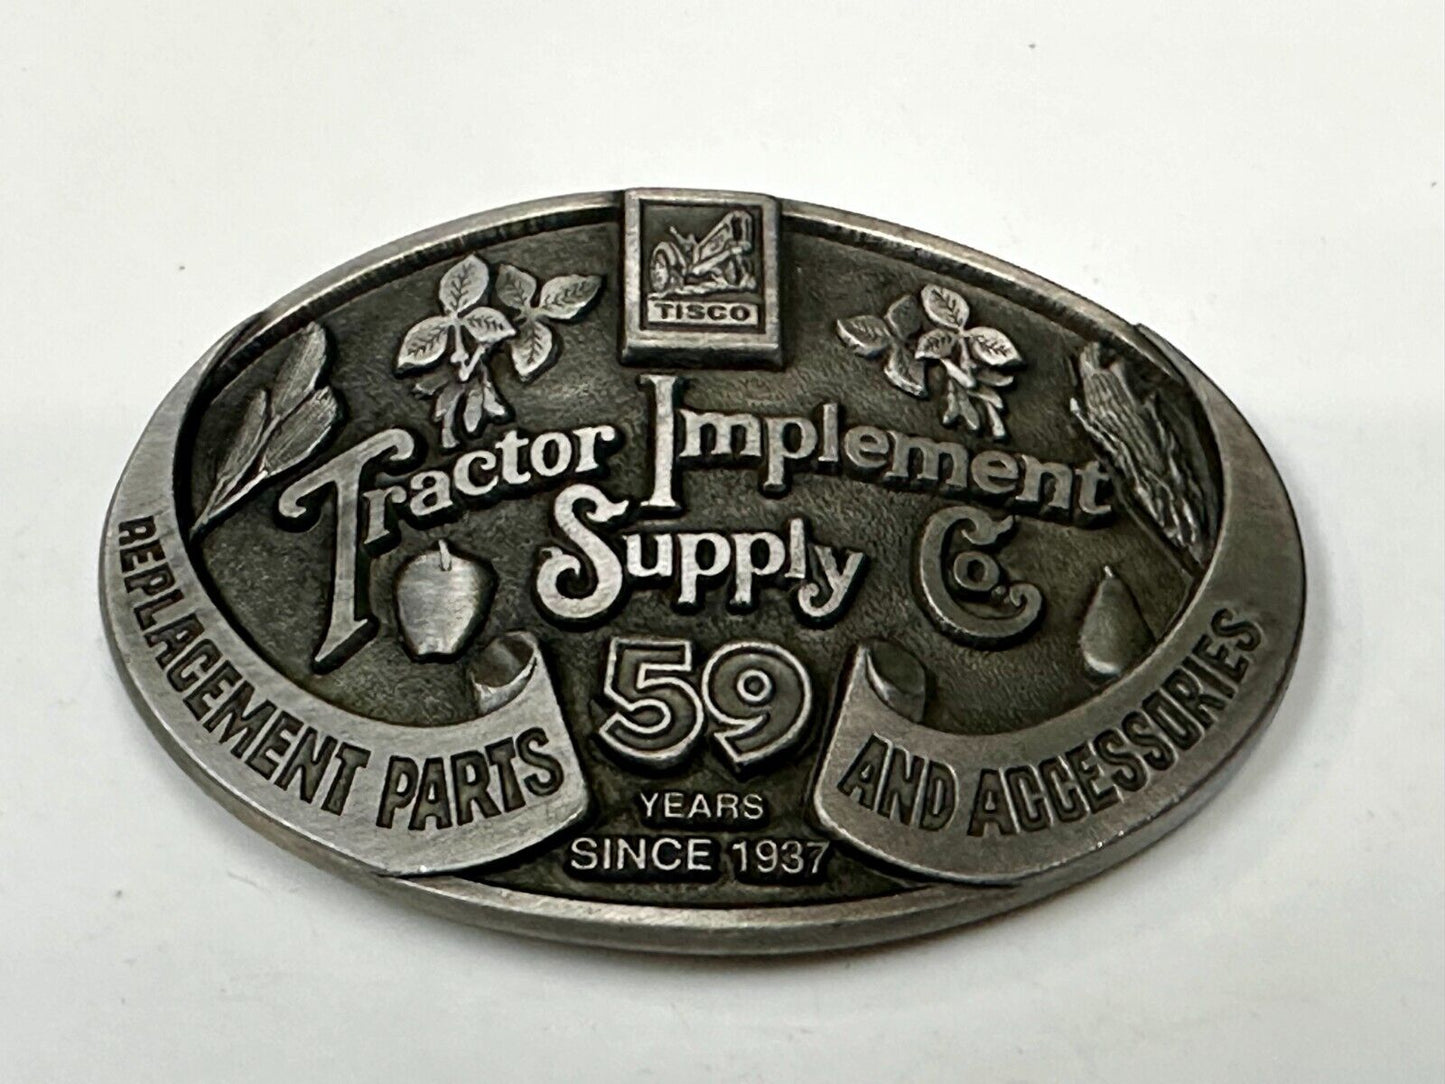 TISCO
Tractor Implement
Supply Co.
59
YEARS
SINCE 1937
REPLACEMENT PARTS
AND ACCESSORIES